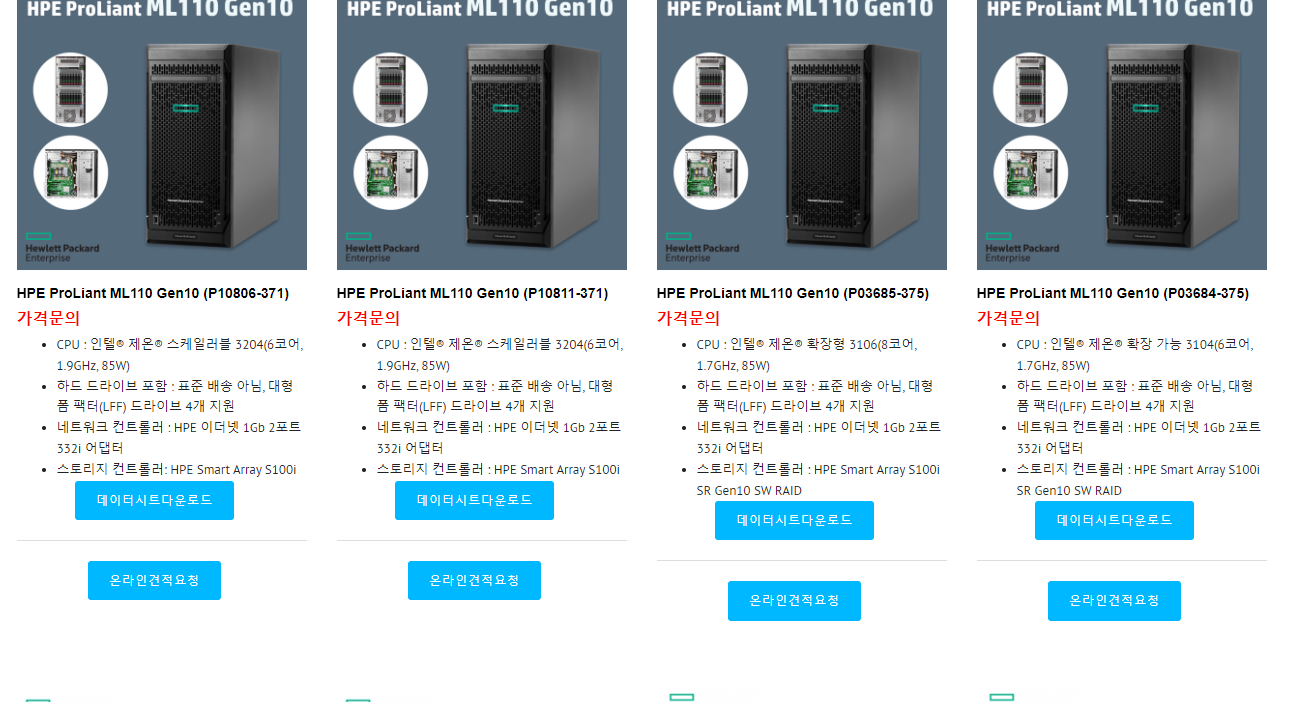 HPE ProLiant ML110 Gen10
Hewlett Packard
Enterprise
HPE ProLiant ML110 Gen10 (P10806-371)
가격문의
CPU : 인텔® 제온® 스케일러블 3204(6코어,
1.9GHz, 85W)
하드 드라이브 포함 : 표준 배송 아님, 대형
폼 팩터(LFF) 드라이브 4개 지원
네트워크 컨트롤러 : HPE 이더넷 1Gb 2포트
332i 어댑터
스토리지 컨트롤러: HPE Smart Array S100i
데이터시트다운로드
온라인견적요청
HPE ProLiant ML110 Gen10
Hewlett Packard
Enterprise
HPE ProLiant ML110 Gen10 (P10811-371)
가격문의
CPU : 인텔® 제온® 스케일러블 3204(6코어,
1.9GHz, 85W)
하드 드라이브 포함 : 표준 배송 아님, 대형
폼 팩터(LFF) 드라이브 4개 지원
네트워크 컨트롤러 : HPE 이더넷 1Gb 2포트
332i 어댑터
스토리지 컨트롤러 : HPE Smart Array S100i
데이터시트다운로드
온라인견적요청
HPE ProLiant ML110 Gen10
Hewlett Packard
Enterprise
HPE ProLiant ML110 Gen10 (P03685-375)
가격문의
CPU : 인텔® 제온® 확장형 3106(8코어,
1.7GHz, 85W)
하드 드라이브 포함 : 표준 배송 아님, 대형
폼 팩터(LFF) 드라이브 4개 지원
네트워크 컨트롤러 : HPE 이더넷 1Gb 2포트
332i 어댑터
스토리지 컨트롤러 : HPE Smart Array S100i
SR Gen10 SW RAID
데이터시트다운로드
온라인견적요청
HPE ProLiant ML110 Gen10
Hewlett Packard
Enterprise
HPE ProLiant ML110 Gen10 (P03684-375)
가격문의
CPU : 인텔® 제온® 확장 가능 3104(6코어,
1.7GHz, 85W)
하드 드라이브 포함 : 표준 배송 아님, 대형
폼 팩터(LFF) 드라이브 4개 지원
네트워크 컨트롤러 : HPE 이더넷 1Gb 2포트
332i 어댑터
스토리지 컨트롤러 : HPE Smart Array S100i
SR Gen10 SW RAID
데이터시트다운로드
온라인견적요청